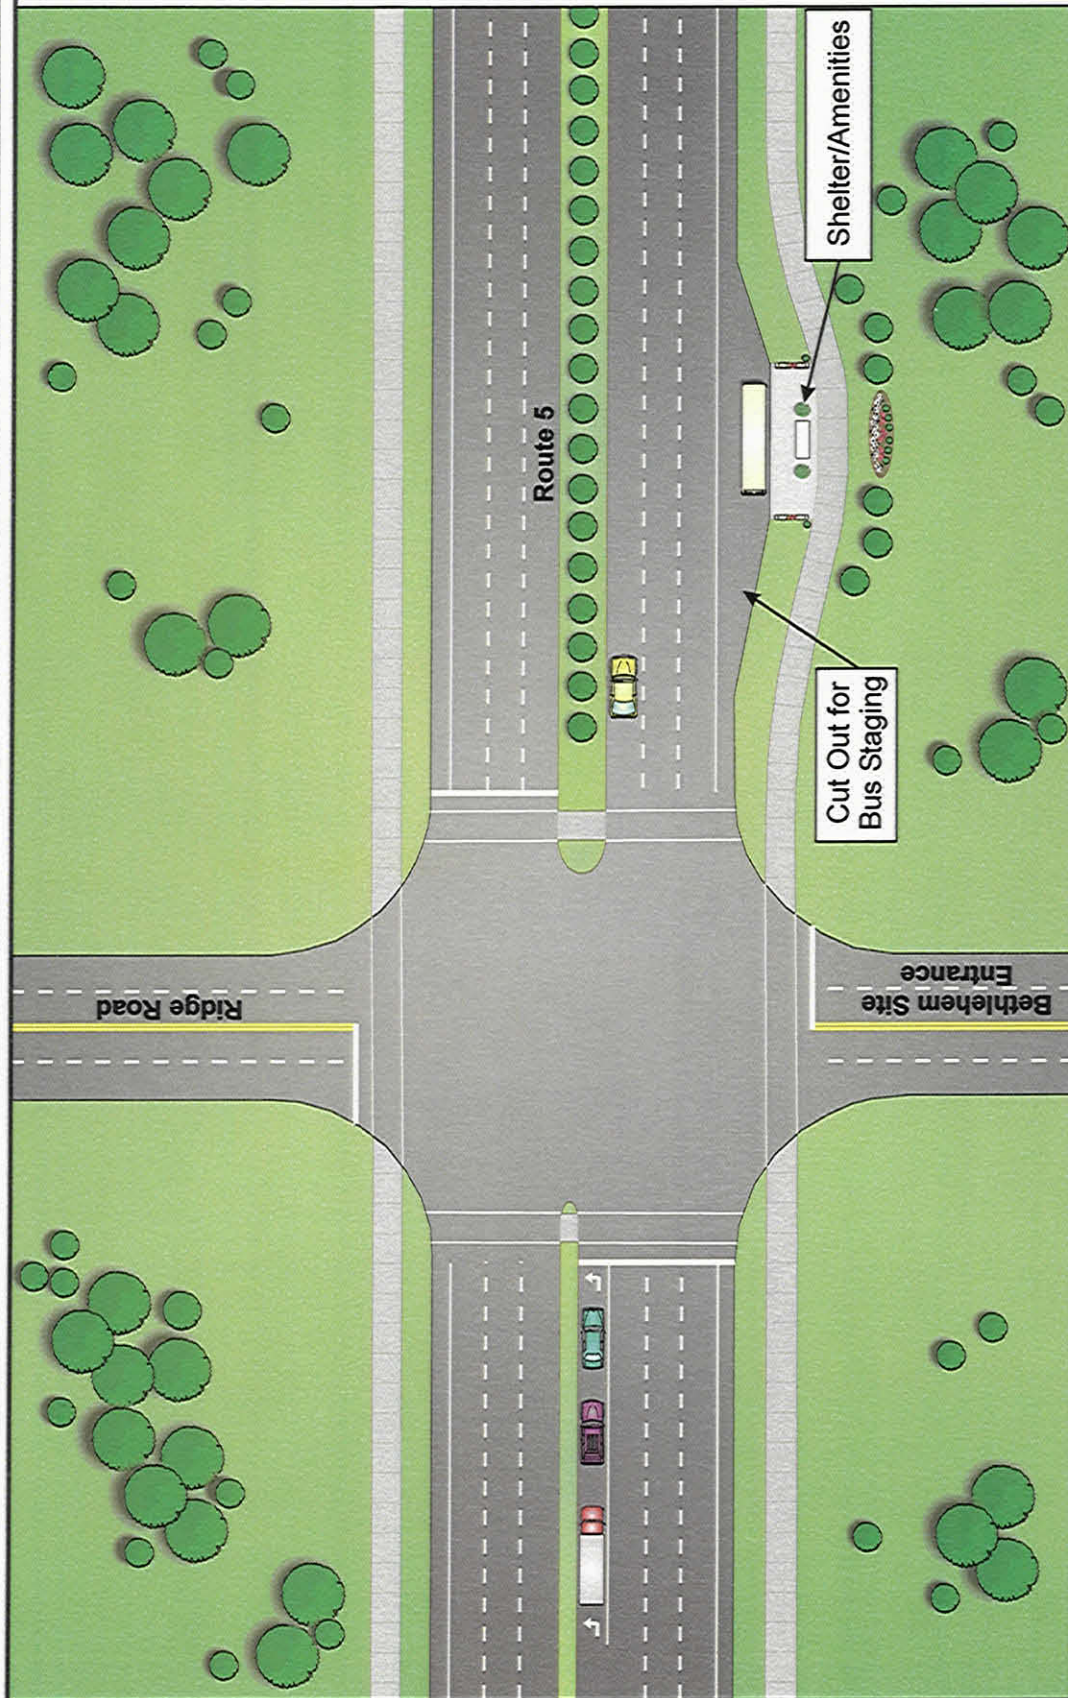 Route 5
Shelter/Amenities
Cut Out for
Bus Staging
Ridge Road
Bethlehem Site
Entrance